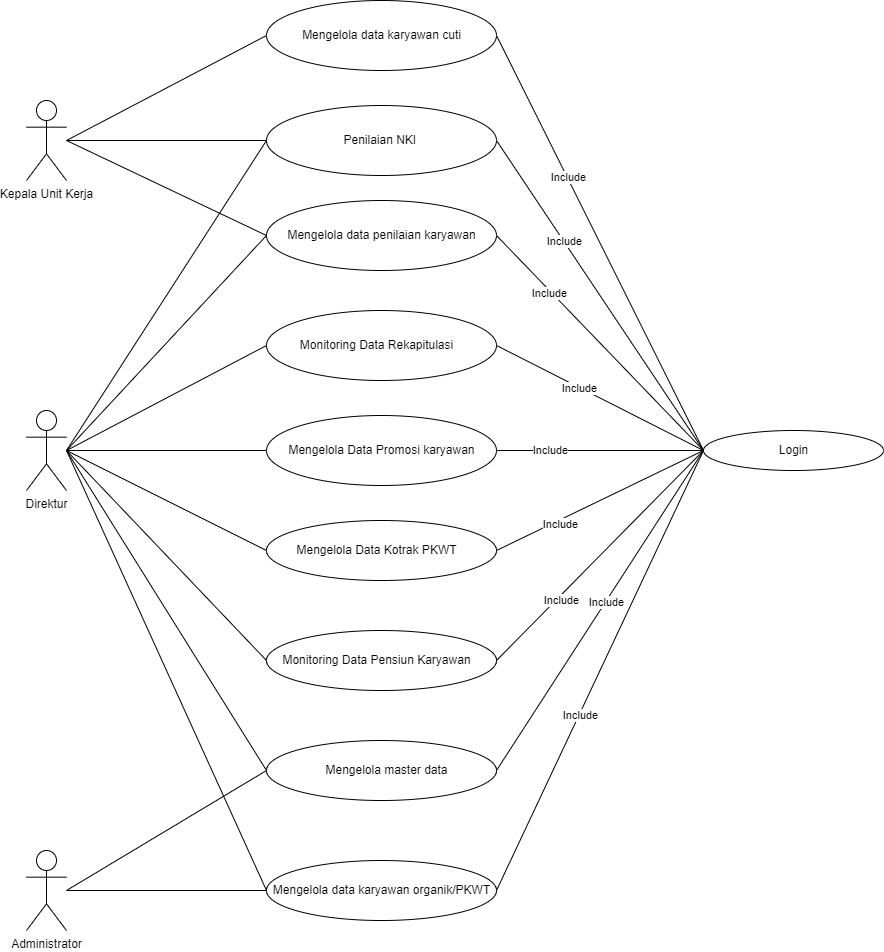 Mengelola data karyawan cuti
Penilaian NKI
Include
Kepala Unit Kerja
Mengelola data penilaian karyawan
Include
Include
Monitoring Data Rekapitulasi
Include
Mengelola Data Promosi karyawan
Include
Login
Direktur
Mengelola Data Kotrak PKWT
Include
Include
Include
Monitoring Data Pensiun Karyawan
Include
Mengelola master data
Mengelola data karyawan organik/PKWT
Administrator